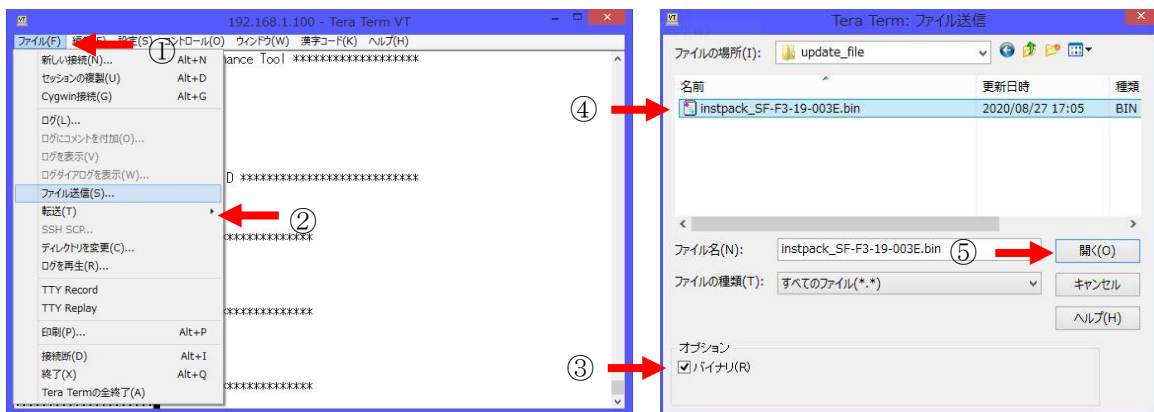 192.168.1.100 - Tera Term VT
ファイル(F) 編集(E) 設定(S) コントロール(O) ウィンドウ(W) 漢字コード(K) ヘルプ(H)
①
新しい接続(N)... Alt+N
セッションの複製(U) Alt+D
Cygwin接続(G) Alt+G
ログ(L)...
ログにコメントを付加(O)...
ログを表示(V)
ログダイアログを表示(W)...
ファイル送信(S)...
転送(T)
②
SSH SCP...
ディレクトリを変更(C)...
ログを再生(R)...
TTY Record
TTY Replay
印刷(P)... Alt+P
接続断(D) Alt+I
終了(X) Alt+Q
Tera Termの全終了(A)
ance Tool *******************
D ***************************
**************
**************
**************
Tera Term: ファイル送信
ファイルの場所(I): update_file
名前 更新日時 種類
④
instpack_SF-F3-19-003E.bin 2020/08/27 17:05 BIN
ファイル名(N): instpack_SF-F3-19-003E.bin
⑤
開く(O)
ファイルの種類(T): すべてのファイル(*.*)
キャンセル
ヘルプ(H)
オプション
③
バイナリ(R)